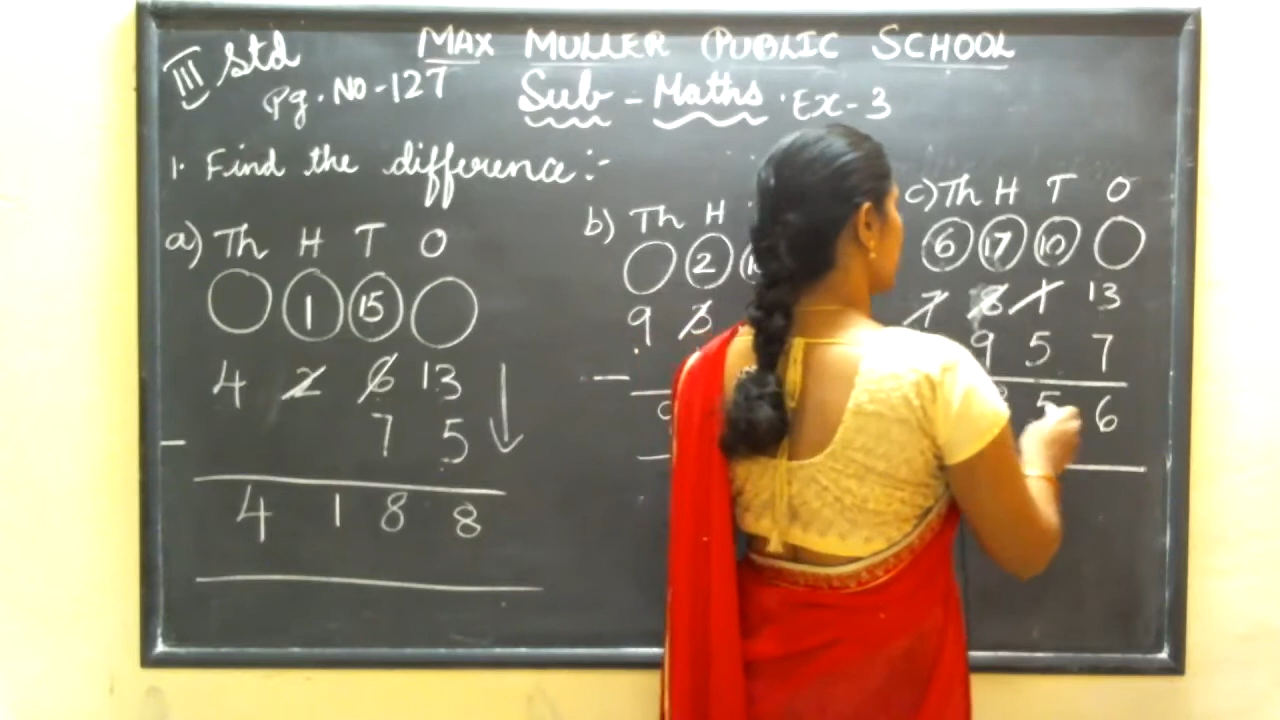 III Std MAX MULLER PUBLIC SCHOOL
Pg. No - 127 Sub - Maths. Ex - 3
1. Find the difference :-
a) Th H T O
1 15
4 2 6 13
- 7 5
4 1 8 8
b) Th H
2
9 3
-
c) Th H T O
6 17 10
7 8 1 13
9 5 7
8 5 6